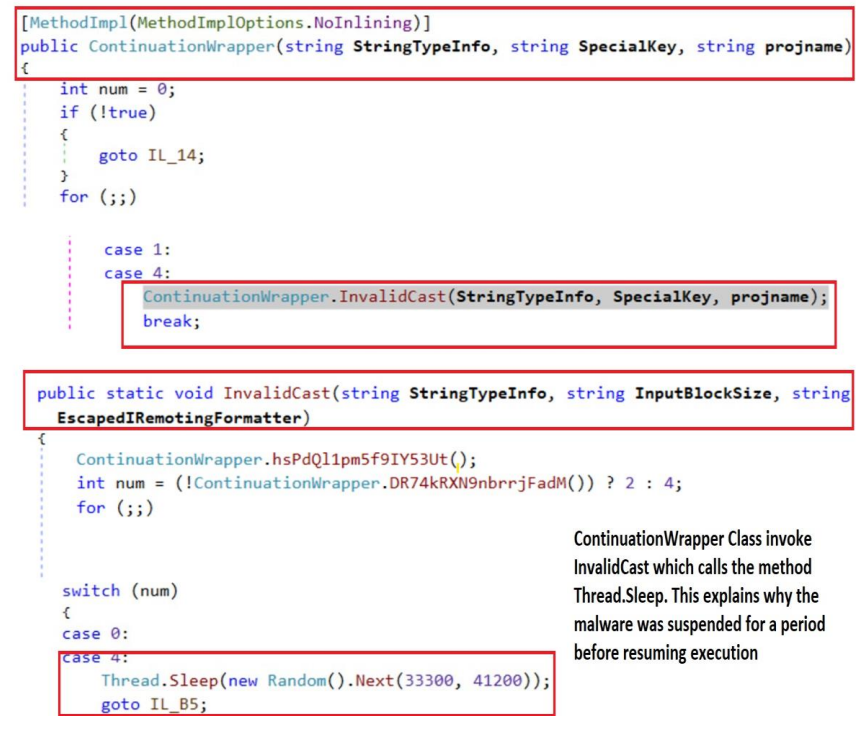 [MethodImpl(MethodImplOptions.NoInlining)]
public ContinuationWrapper(string StringTypeInfo, string SpecialKey, string projname)
{
int num = 0;
if (!true)
{
goto IL_14;
}
for (;;)
case 1:
case 4:
ContinuationWrapper.InvalidCast(StringTypeInfo, SpecialKey, projname);
break;
public static void InvalidCast(string StringTypeInfo, string InputBlockSize, string
EscapedIRemotingFormatter)
{
ContinuationWrapper.hsPdQl1pm5f9IY53Ut();
int num = (!ContinuationWrapper.DR74kRXN9nbrrjFadM()) ? 2 : 4;
for (;;)
switch (num)
{
case 0:
case 4:
Thread.Sleep(new Random().Next(33300, 41200));
goto IL_B5;
ContinuationWrapper Class invoke
InvalidCast which calls the method
Thread.Sleep. This explains why the
malware was suspended for a period
before resuming execution